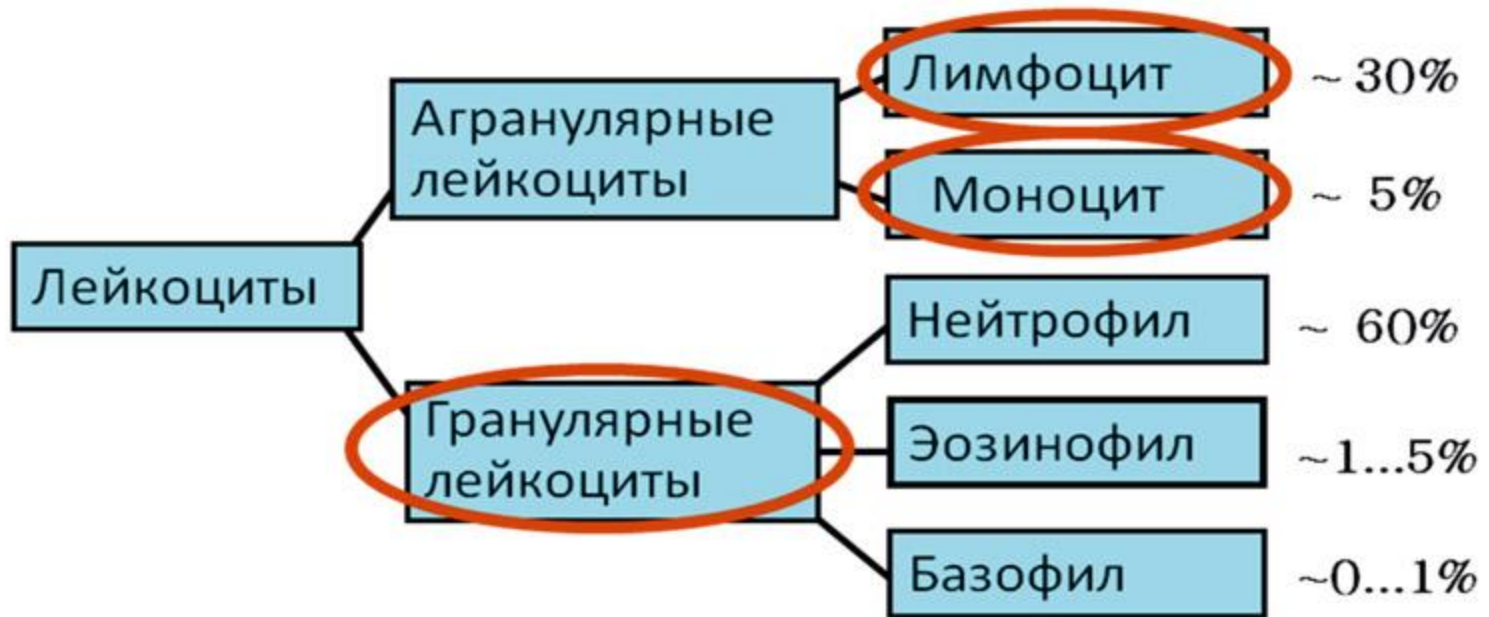 Лимфоцит ~ 30%
Агранулярные
лейкоциты
Моноцит ~ 5%
Лейкоциты
Нейтрофил ~ 60%
Гранулярные
лейкоциты
Эозинофил ~1...5%
Базофил ~0...1%